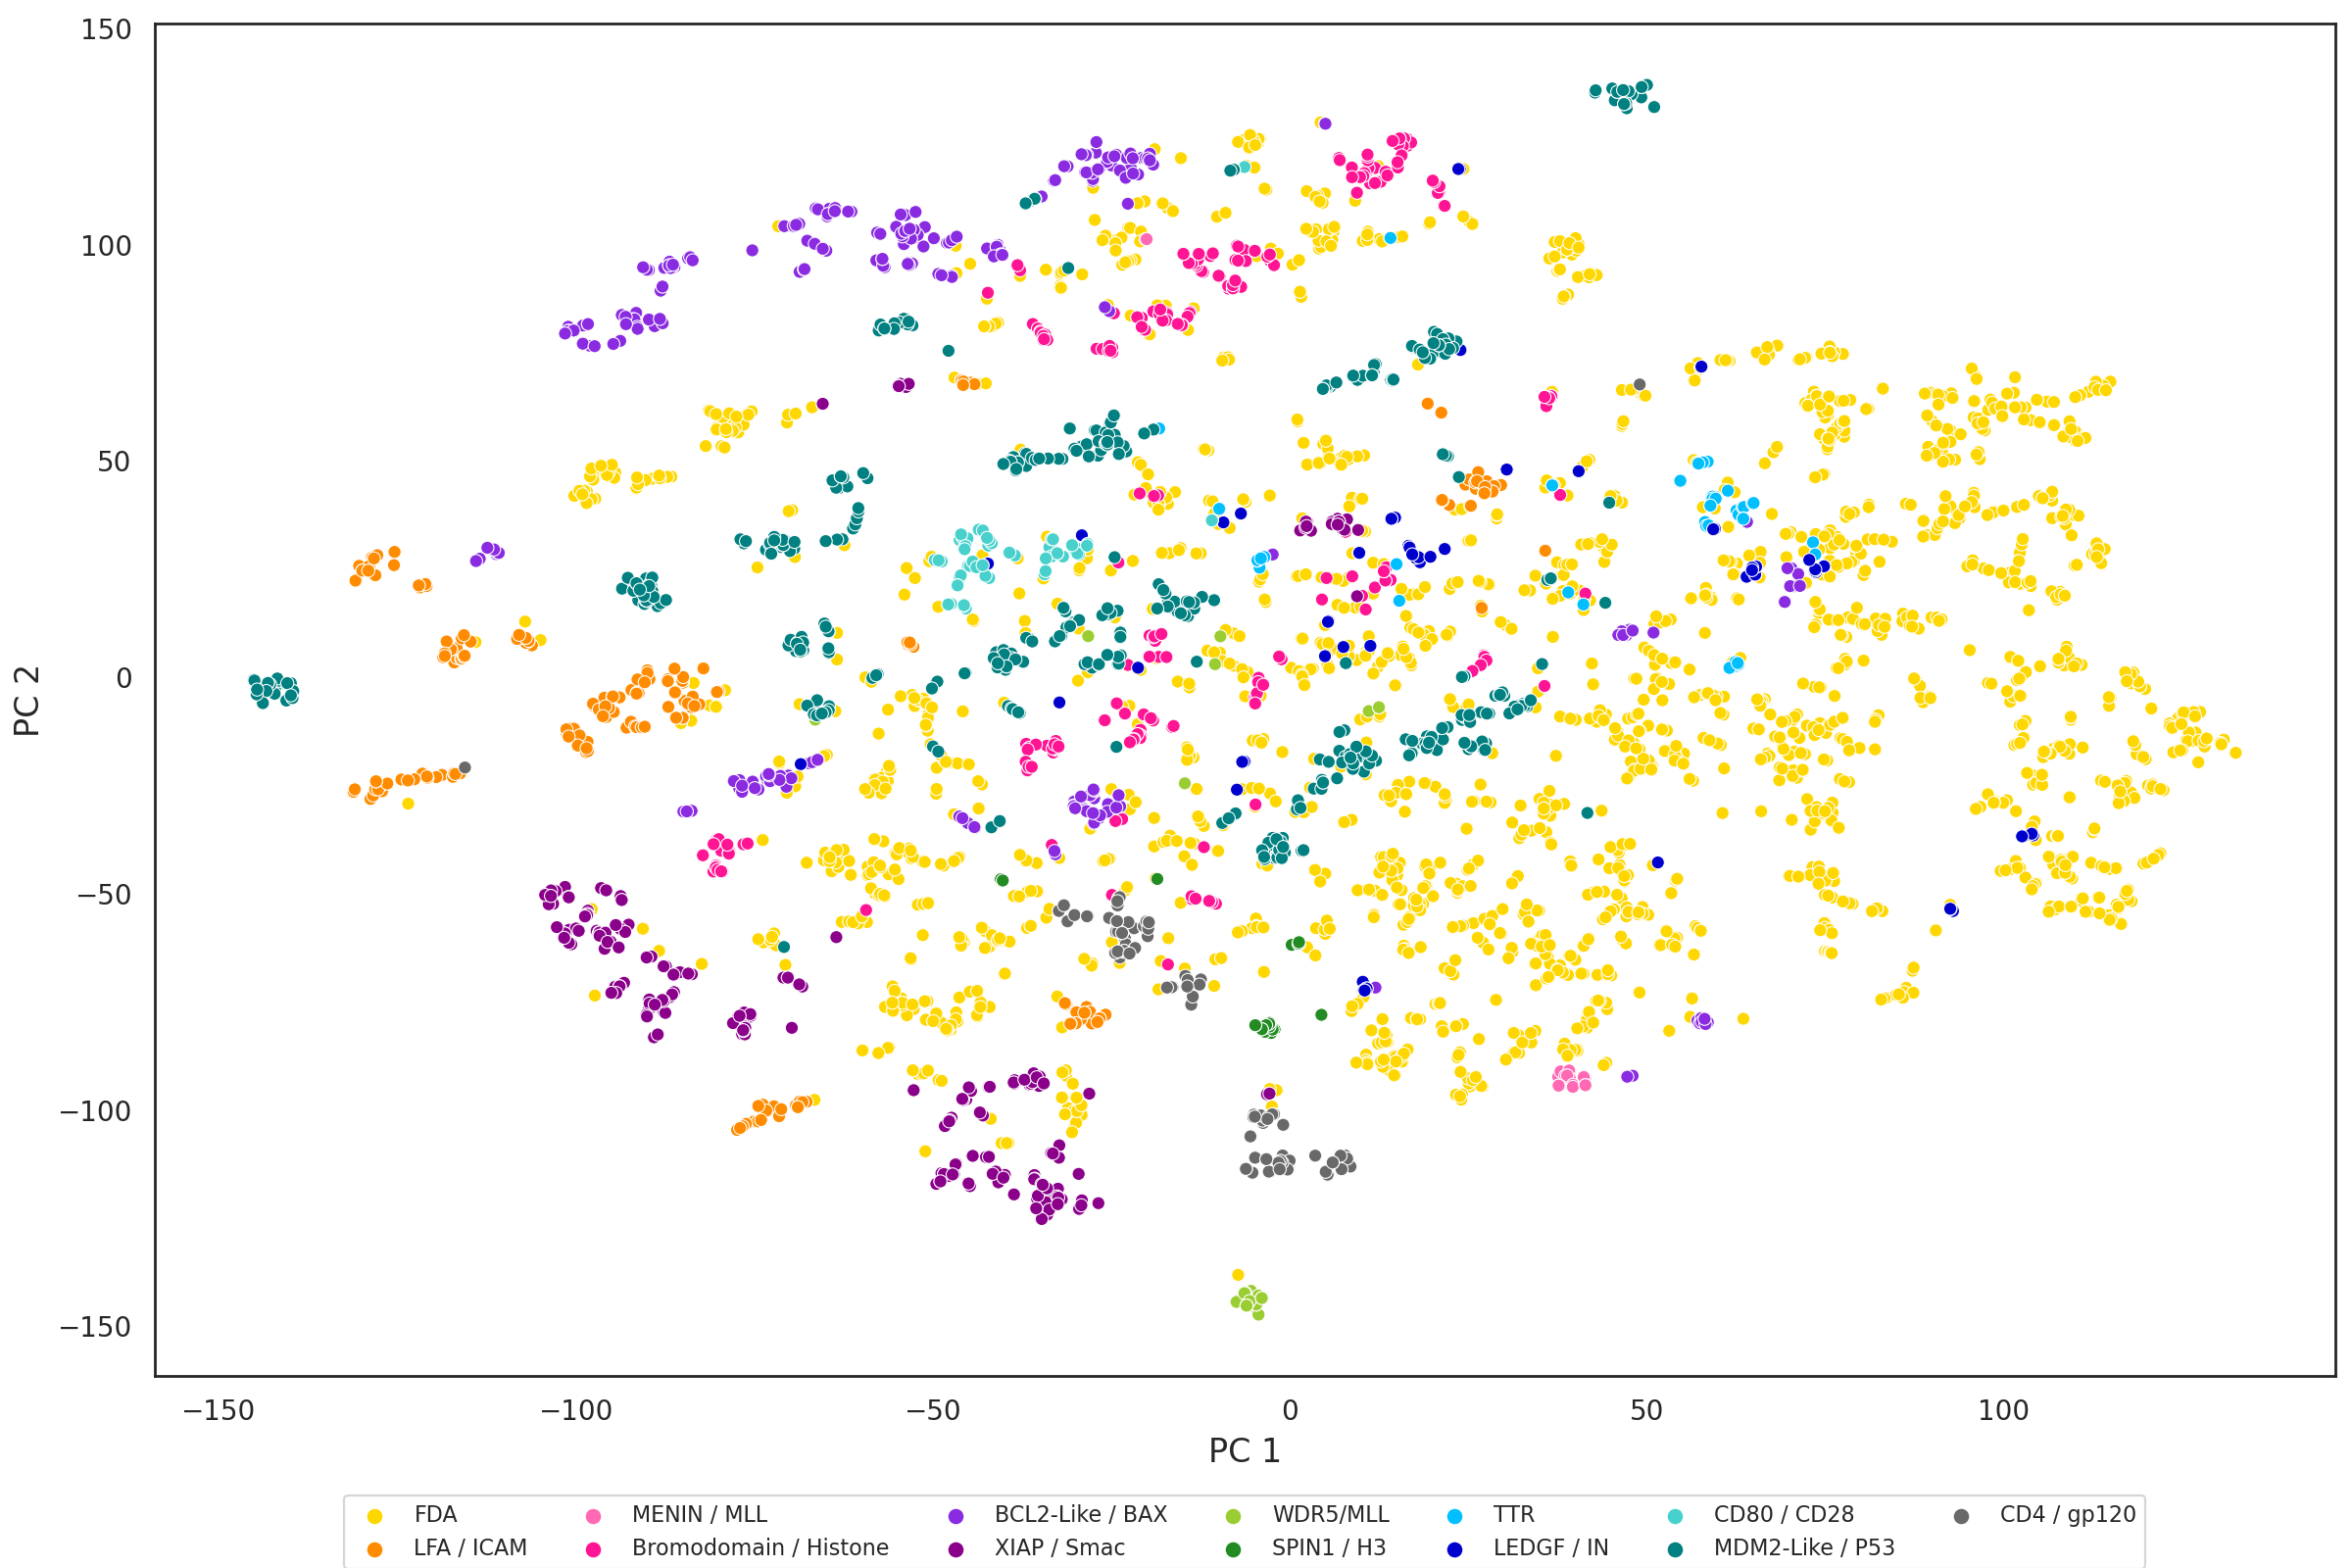 150
100
50
0
−50
−100
−150
PC 2
−150 −100 −50 0 50 100
PC 1
FDA MENIN / MLL BCL2-Like / BAX WDR5/MLL TTR CD80 / CD28 CD4 / gp120
LFA / ICAM Bromodomain / Histone XIAP / Smac SPIN1 / H3 LEDGF / IN MDM2-Like / P53